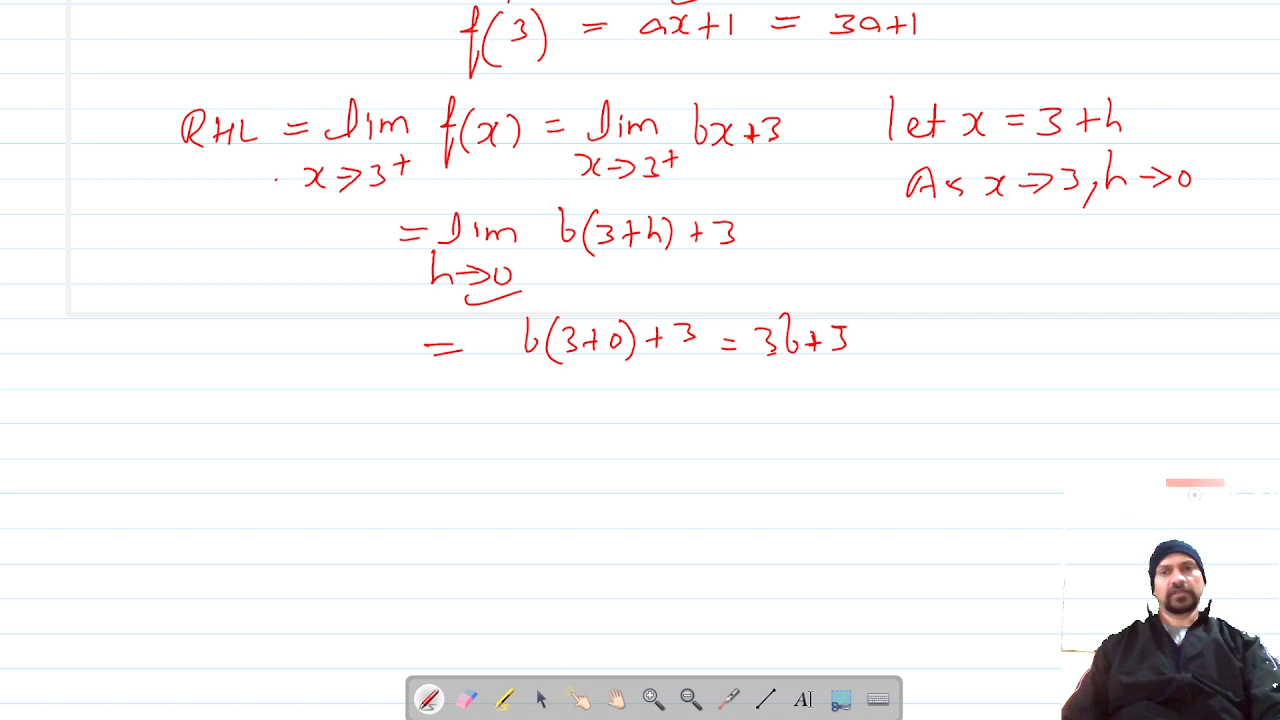 f(3) = ax+1 = 3a+1
RHL = lim x→3⁺ f(x) = lim x→3⁺ bx+3 let x = 3+h
As x→3, h→0
= lim h→0 b(3+h)+3
= b(3+0)+3 = 3b+3
AI